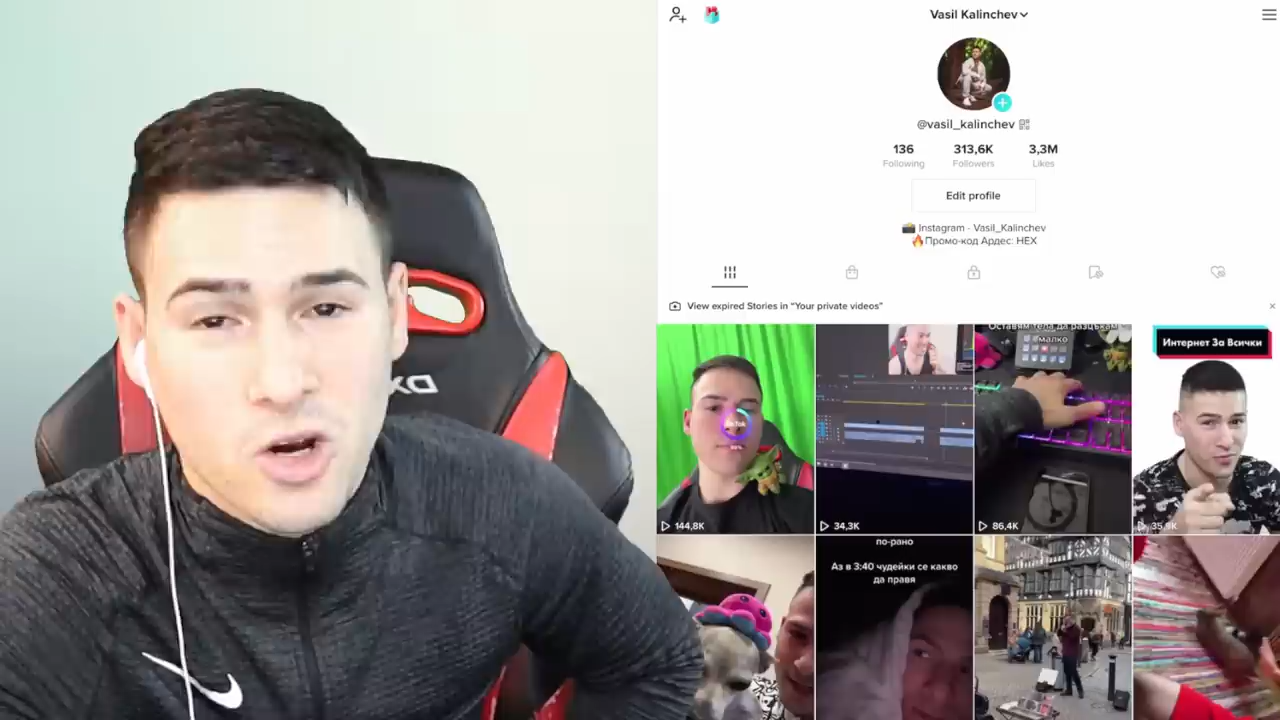 Vasil Kalinchev
@vasil_kalinchev
136
313,6K
3,3M
Following
Followers
Likes
Edit profile
Instagram - Vasil_Kalinchev
Промо-код Ардес: HEX
View expired Stories in "Your private videos"
Оставям тела да разцъкам
малко
Интернет За Всички
144,8K
34,3K
86,4K
35,9K
по-рано
Аз в 3:40 чудейки се какво
да правя